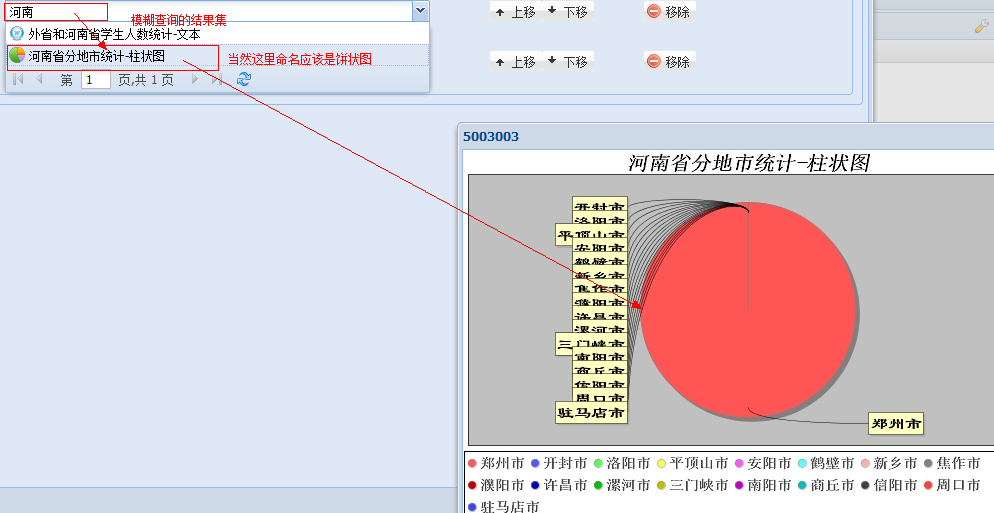 河南
模糊查询的结果集
外省和河南省学生人数统计-文本
河南省分地市统计-柱状图
当然这里命名应该是饼状图
第 1 页,共 1 页
上移 下移 移除
上移 下移 移除
5003003
河南省分地市统计-柱状图
开封市
洛阳市
平顶山市
安阳市
鹤壁市
新乡市
焦作市
濮阳市
许昌市
漯河市
三门峡市
南阳市
商丘市
信阳市
周口市
驻马店市
郑州市
郑州市 开封市 洛阳市 平顶山市 安阳市 鹤壁市 新乡市 焦作市
濮阳市 许昌市 漯河市 三门峡市 南阳市 商丘市 信阳市 周口市
驻马店市